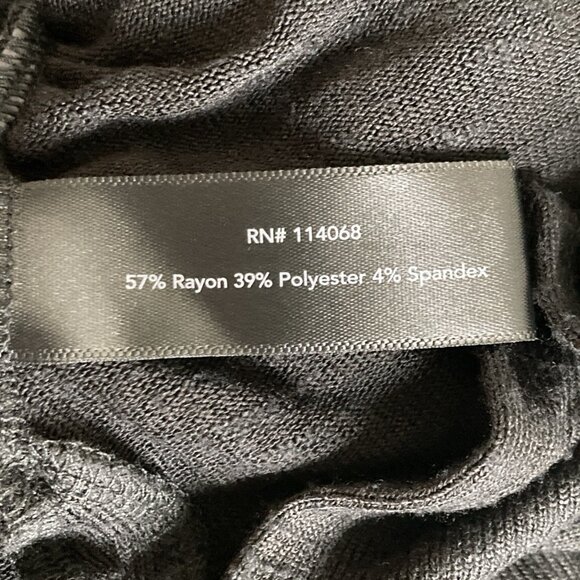 RN# 114068
57% Rayon 39% Polyester 4% Spandex